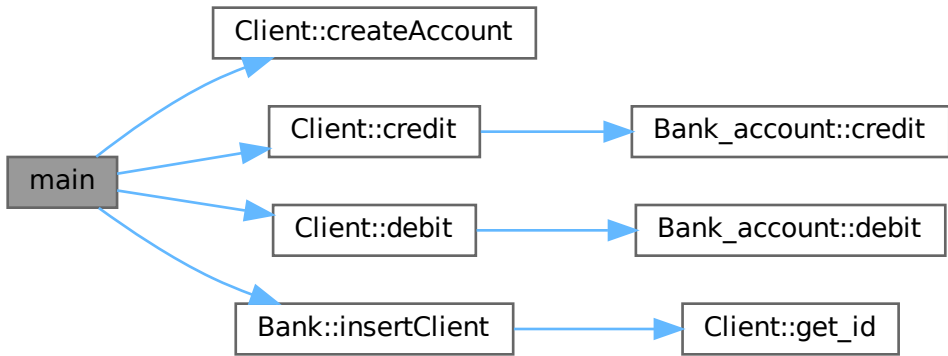 main
Client::createAccount
Client::credit
Bank_account::credit
Client::debit
Bank_account::debit
Bank::insertClient
Client::get_id